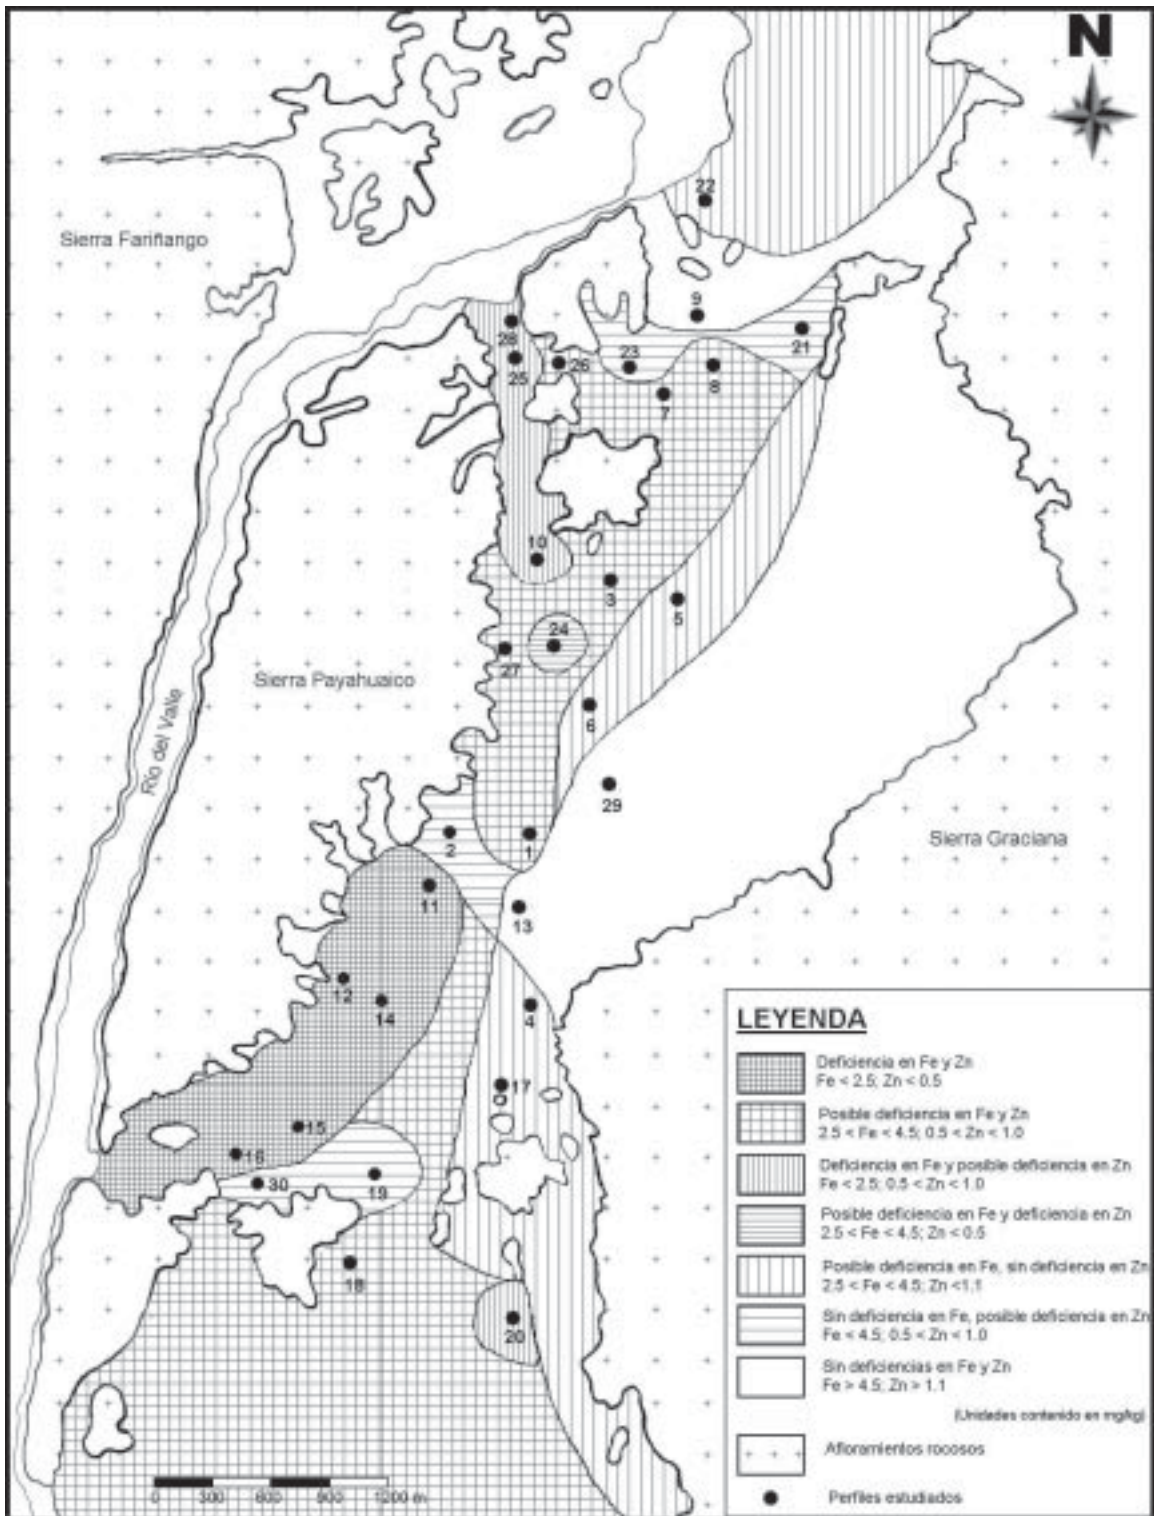 N
22
Sierra Fariñango
9
21
28
23
26
25
8
7
10
3
5
24
27
Sierra Payahuaico
6
Río del Valle
29
Sierra Graciana
2
1
11
13
12
14
4
17
15
16
30
19
18
20
LEYENDA
Deficiencia en Fe y Zn
Fe < 2.5; Zn < 0.5
Posible deficiencia en Fe y Zn
2.5 < Fe < 4.5; 0.5 < Zn < 1.0
Deficiencia en Fe y posible deficiencia en Zn
Fe < 2.5; 0.5 < Zn < 1.0
Posible deficiencia en Fe y deficiencia en Zn
2.5 < Fe < 4.5; Zn < 0.5
Posible deficiencia en Fe, sin deficiencia en Zn
2.5 < Fe < 4.5; Zn <1.1
Sin deficiencia en Fe, posible deficiencia en Zn
Fe < 4.5; 0.5 < Zn < 1.0
Sin deficiencias en Fe y Zn
Fe > 4.5; Zn > 1.1
(Unidades contenido en mg/kg)
Afloramientos rocosos
Perfiles estudiados
0 300 600 900 1200 m